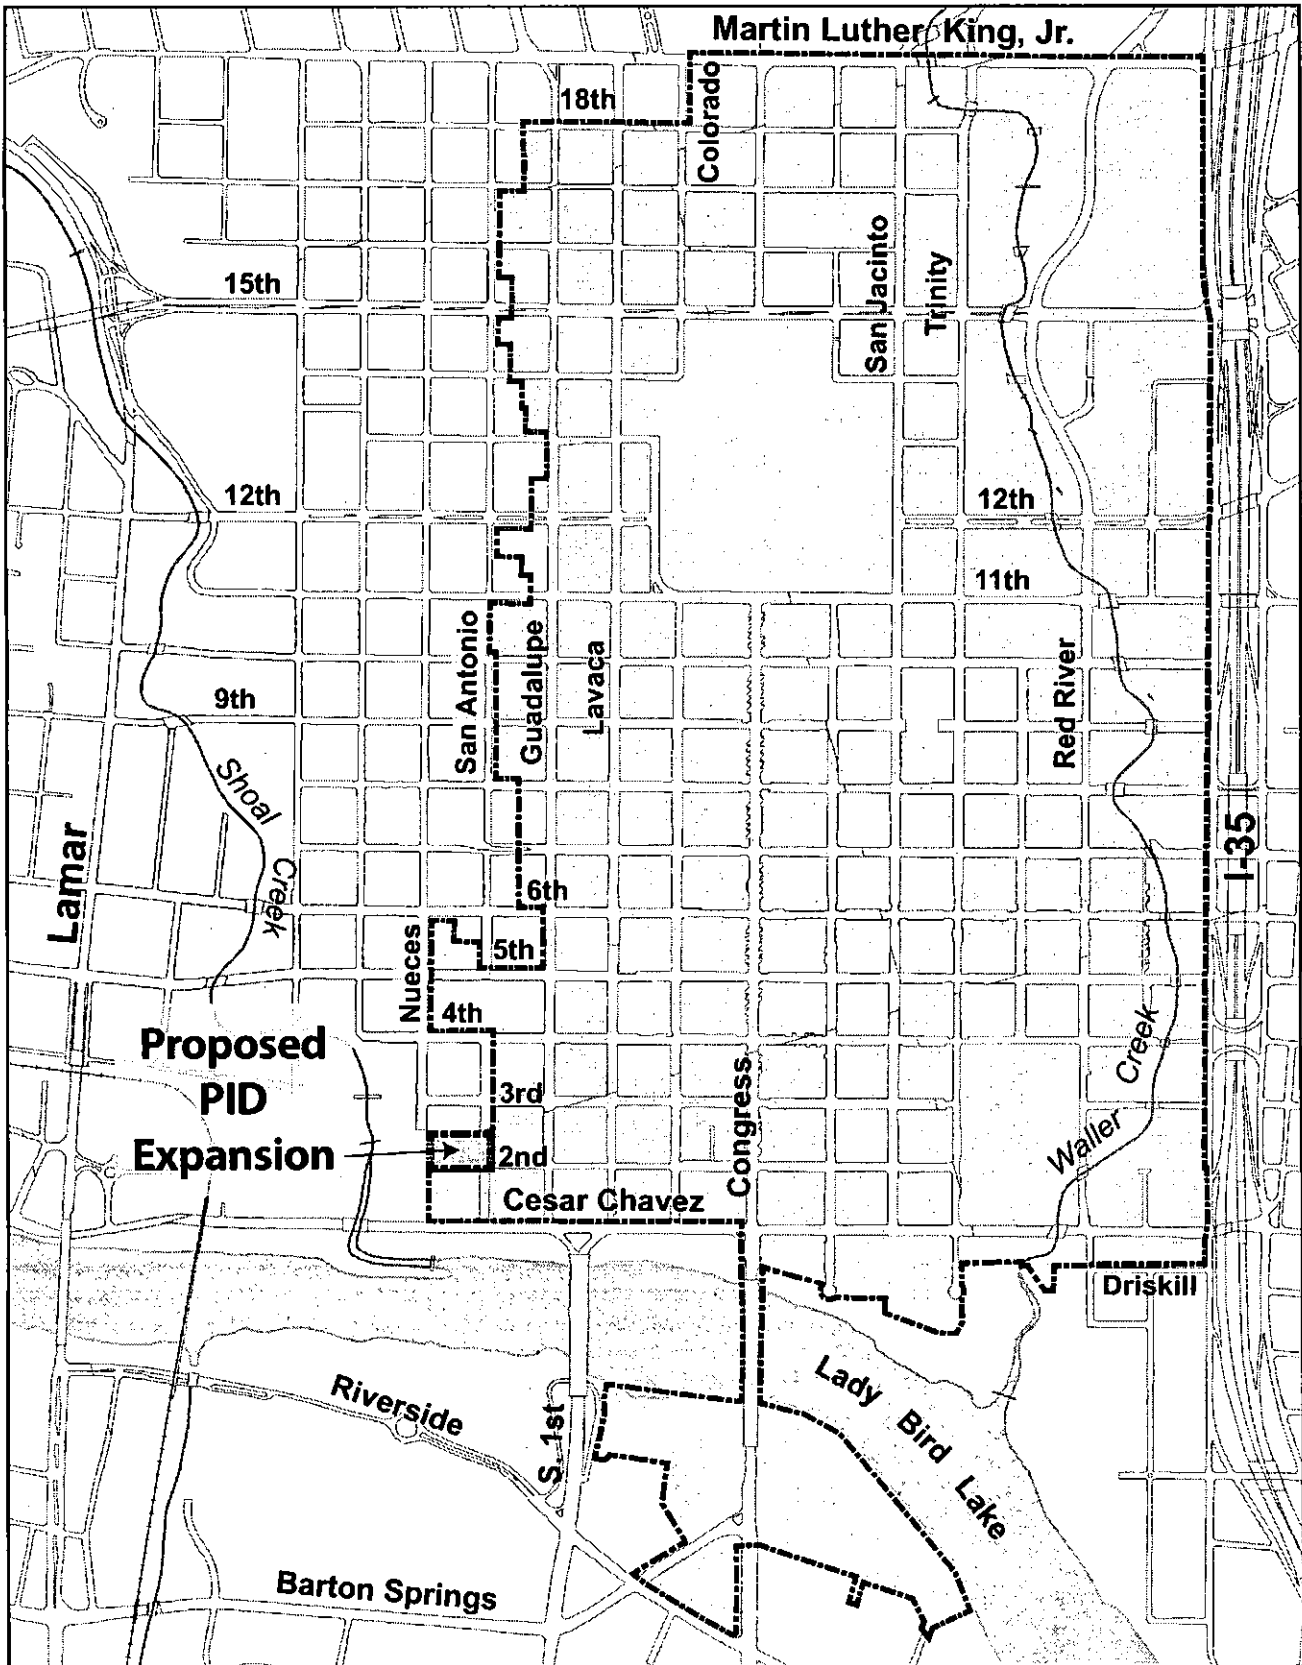 Martin Luther King, Jr.
18th
Colorado
San Jacinto
Trinity
15th
12th
12th
11th
San Antonio
Guadalupe
Lavaca
Red River
9th
Shoal
Creek
Lamar
I-35
6th
5th
Nueces
4th
Proposed
PID
Expansion
3rd
2nd
Congress
Creek
Waller
Cesar Chavez
Driskill
Lady Bird Lake
Riverside
S. 1st
Barton Springs